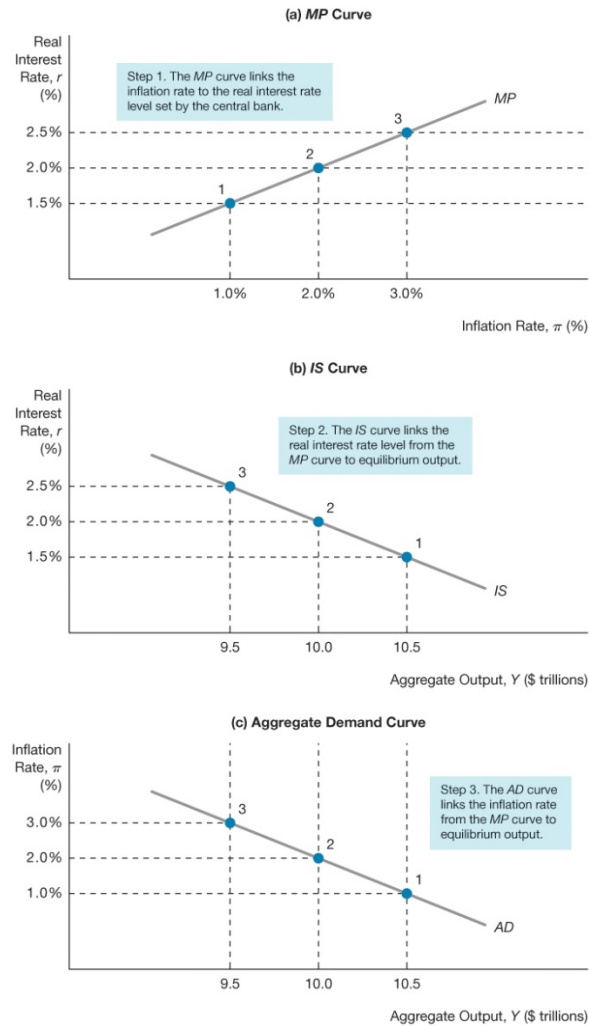 (a) MP Curve
Real
Interest
Rate, r
(%)
Step 1. The MP curve links the
inflation rate to the real interest rate
level set by the central bank.
MP
3
2.5%
2
2.0%
1
1.5%
1.0% 2.0% 3.0%
Inflation Rate, π (%)
(b) IS Curve
Real
Interest
Rate, r
(%)
Step 2. The IS curve links the
real interest rate level from the
MP curve to equilibrium output.
3
2.5%
2
2.0%
1
1.5%
IS
9.5 10.0 10.5
Aggregate Output, Y ($ trillions)
(c) Aggregate Demand Curve
Inflation
Rate, π
(%)
Step 3. The AD curve
links the inflation rate
from the MP curve to
equilibrium output.
3
3.0%
2
2.0%
1
1.0%
AD
9.5 10.0 10.5
Aggregate Output, Y ($ trillions)